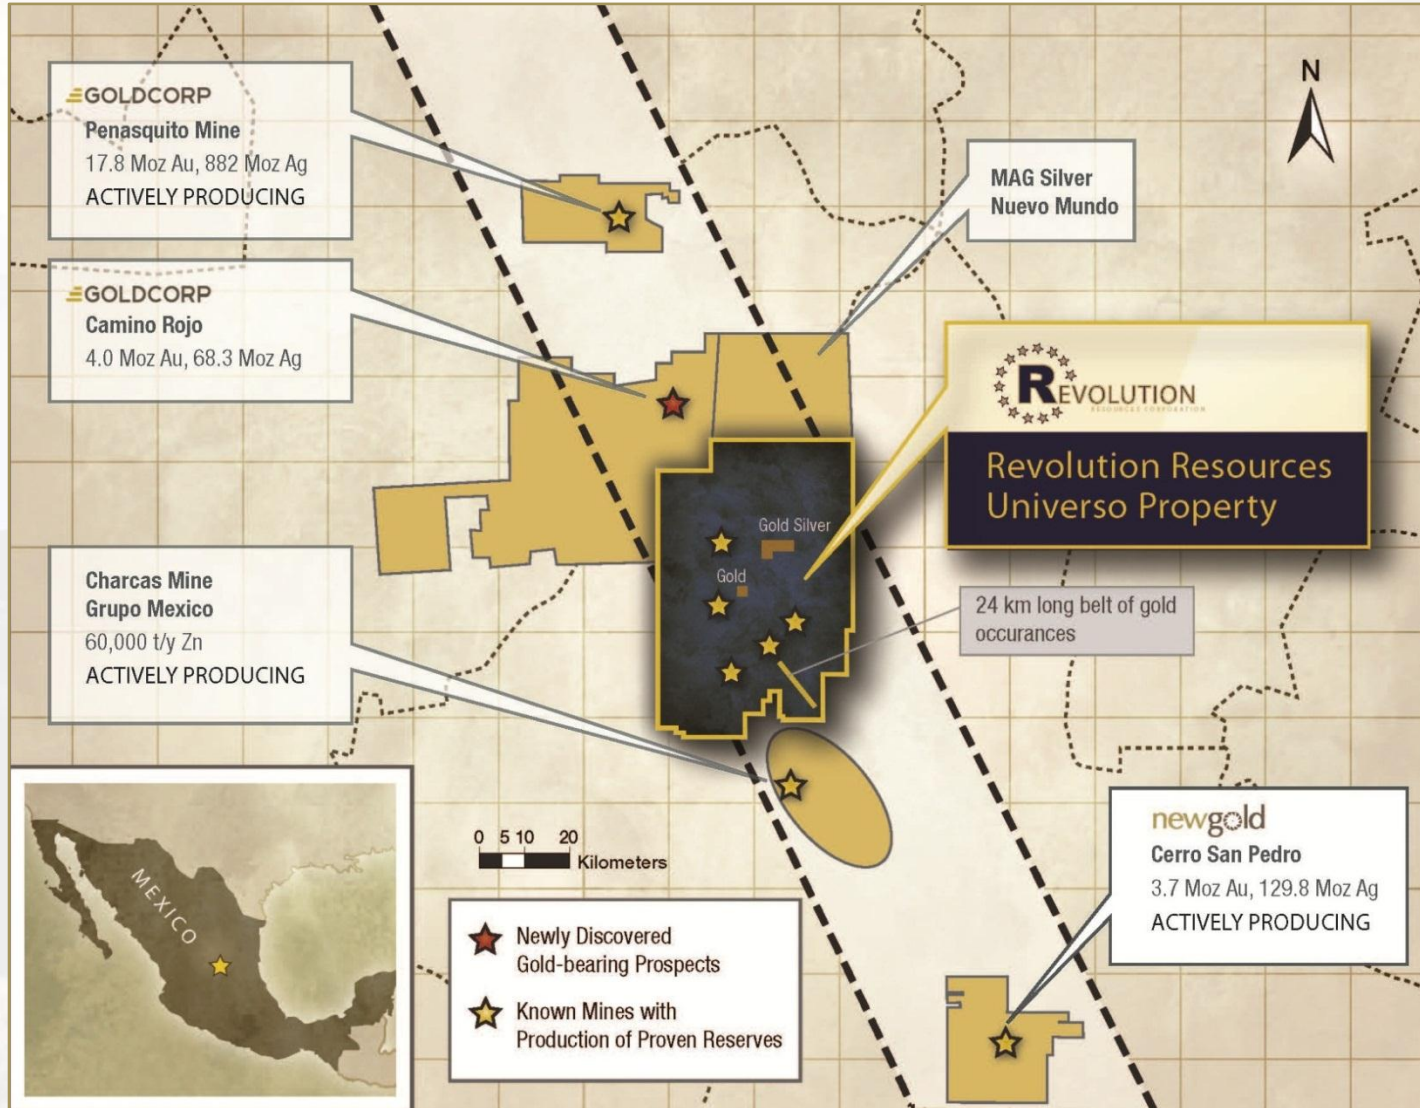 GOLDCORP
Penasquito Mine
17.8 Moz Au, 882 Moz Ag
ACTIVELY PRODUCING
N
MAG Silver
Nuevo Mundo
GOLDCORP
Camino Rojo
4.0 Moz Au, 68.3 Moz Ag
REVOLUTION
RESOURCES CORPORATION
Revolution Resources
Universo Property
Gold Silver
Gold
Charcas Mine
Grupo Mexico
60,000 t/y Zn
ACTIVELY PRODUCING
24 km long belt of gold
occurances
MEXICO
0 5 10 20
Kilometers
Newly Discovered
Gold-bearing Prospects
Known Mines with
Production of Proven Reserves
newgold
Cerro San Pedro
3.7 Moz Au, 129.8 Moz Ag
ACTIVELY PRODUCING